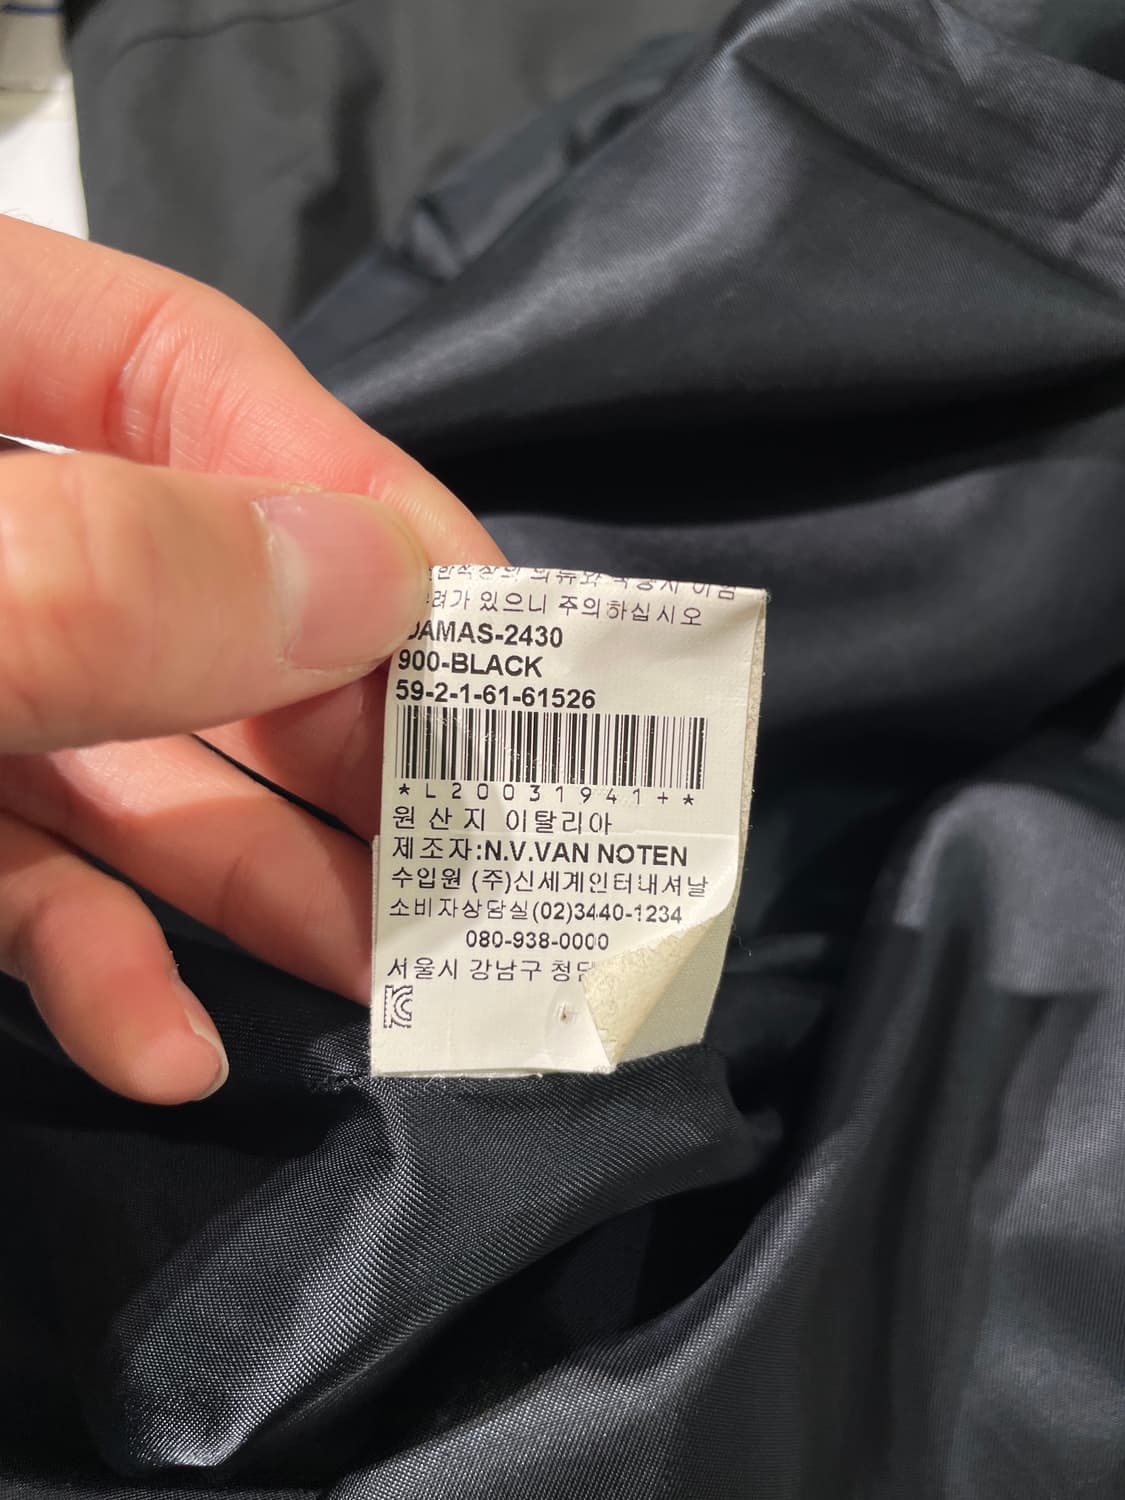 의류와
려가 있으니 주의하십시오
DAMAS-2430
900-BLACK
59-2-1-61-61526
*L20031941+*
원산지 이탈리아
제조자:N.V.VAN NOTEN
수입원 (주)신세계인터내셔날
소비자상담실(02)3440-1234
080-938-0000
서울시 강남구 청담